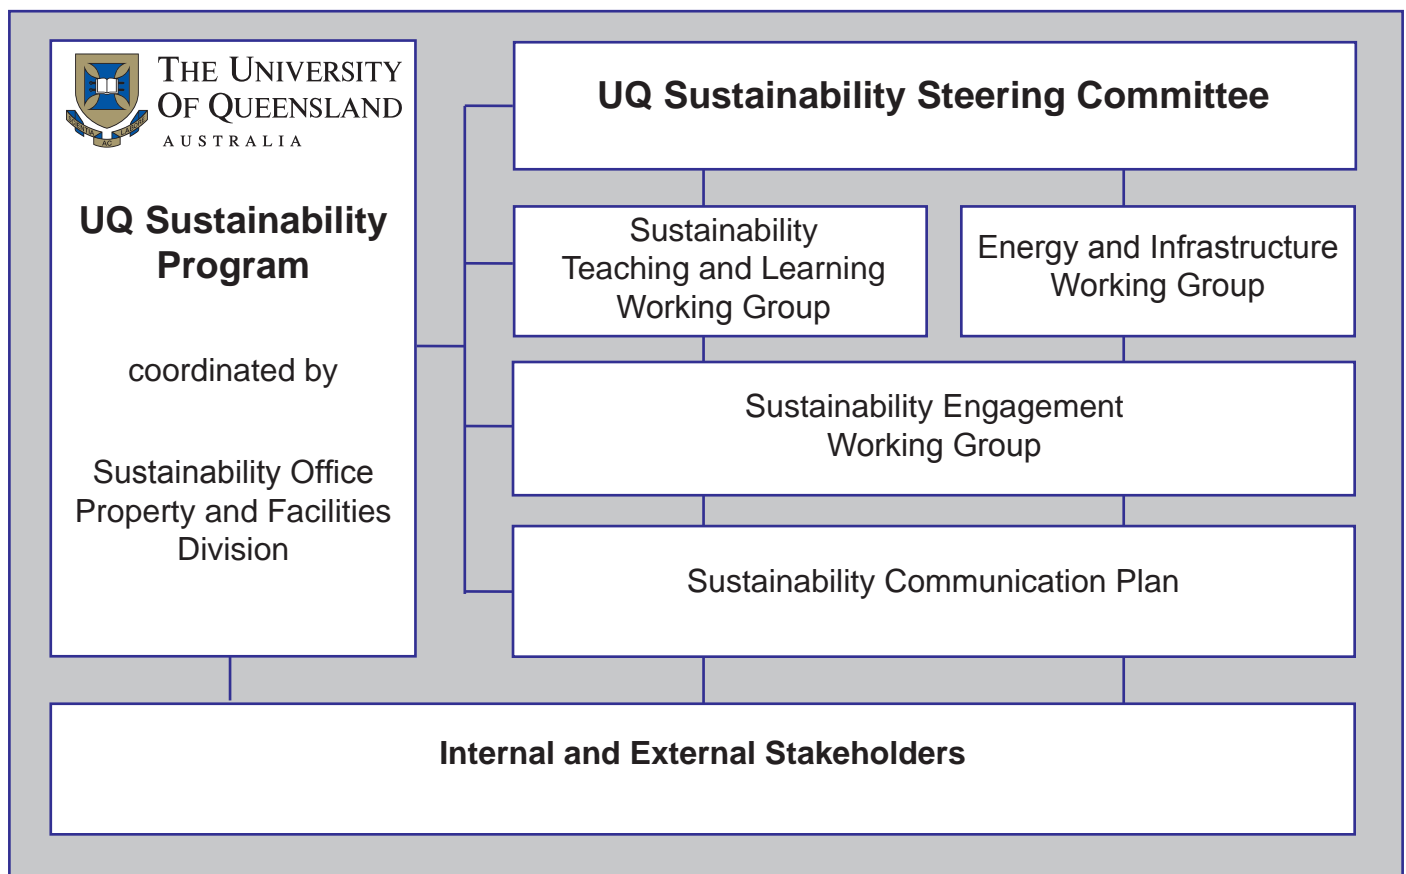 THE UNIVERSITY
OF QUEENSLAND
AUSTRALIA
AC
UQ Sustainability
Program
coordinated by
Sustainability Office
Property and Facilities
Division
UQ Sustainability Steering Committee
Sustainability
Teaching and Learning
Working Group
Energy and Infrastructure
Working Group
Sustainability Engagement
Working Group
Sustainability Communication Plan
Internal and External Stakeholders